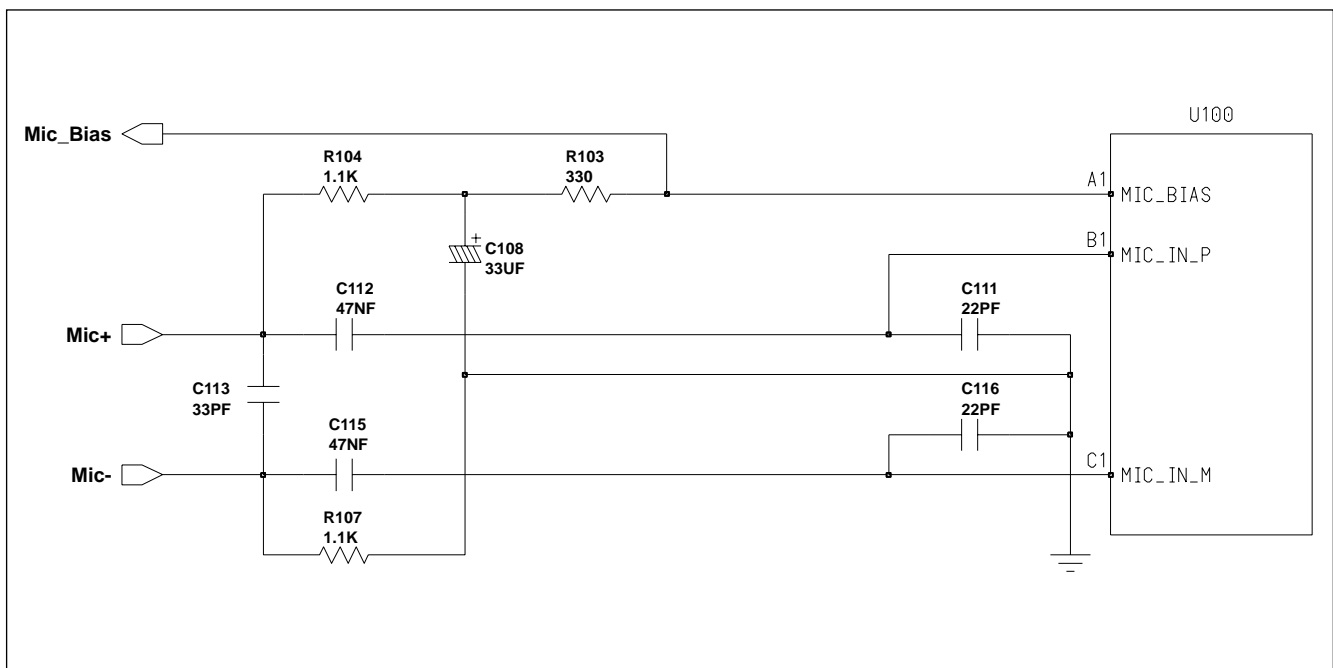 U100
Mic_Bias
R104
1.1K
R103
330
A1
MIC_BIAS
+
C108
33UF
B1
MIC_IN_P
C112
47NF
C111
22PF
Mic+
C113
33PF
C116
22PF
C115
47NF
Mic-
C1
MIC_IN_M
R107
1.1K